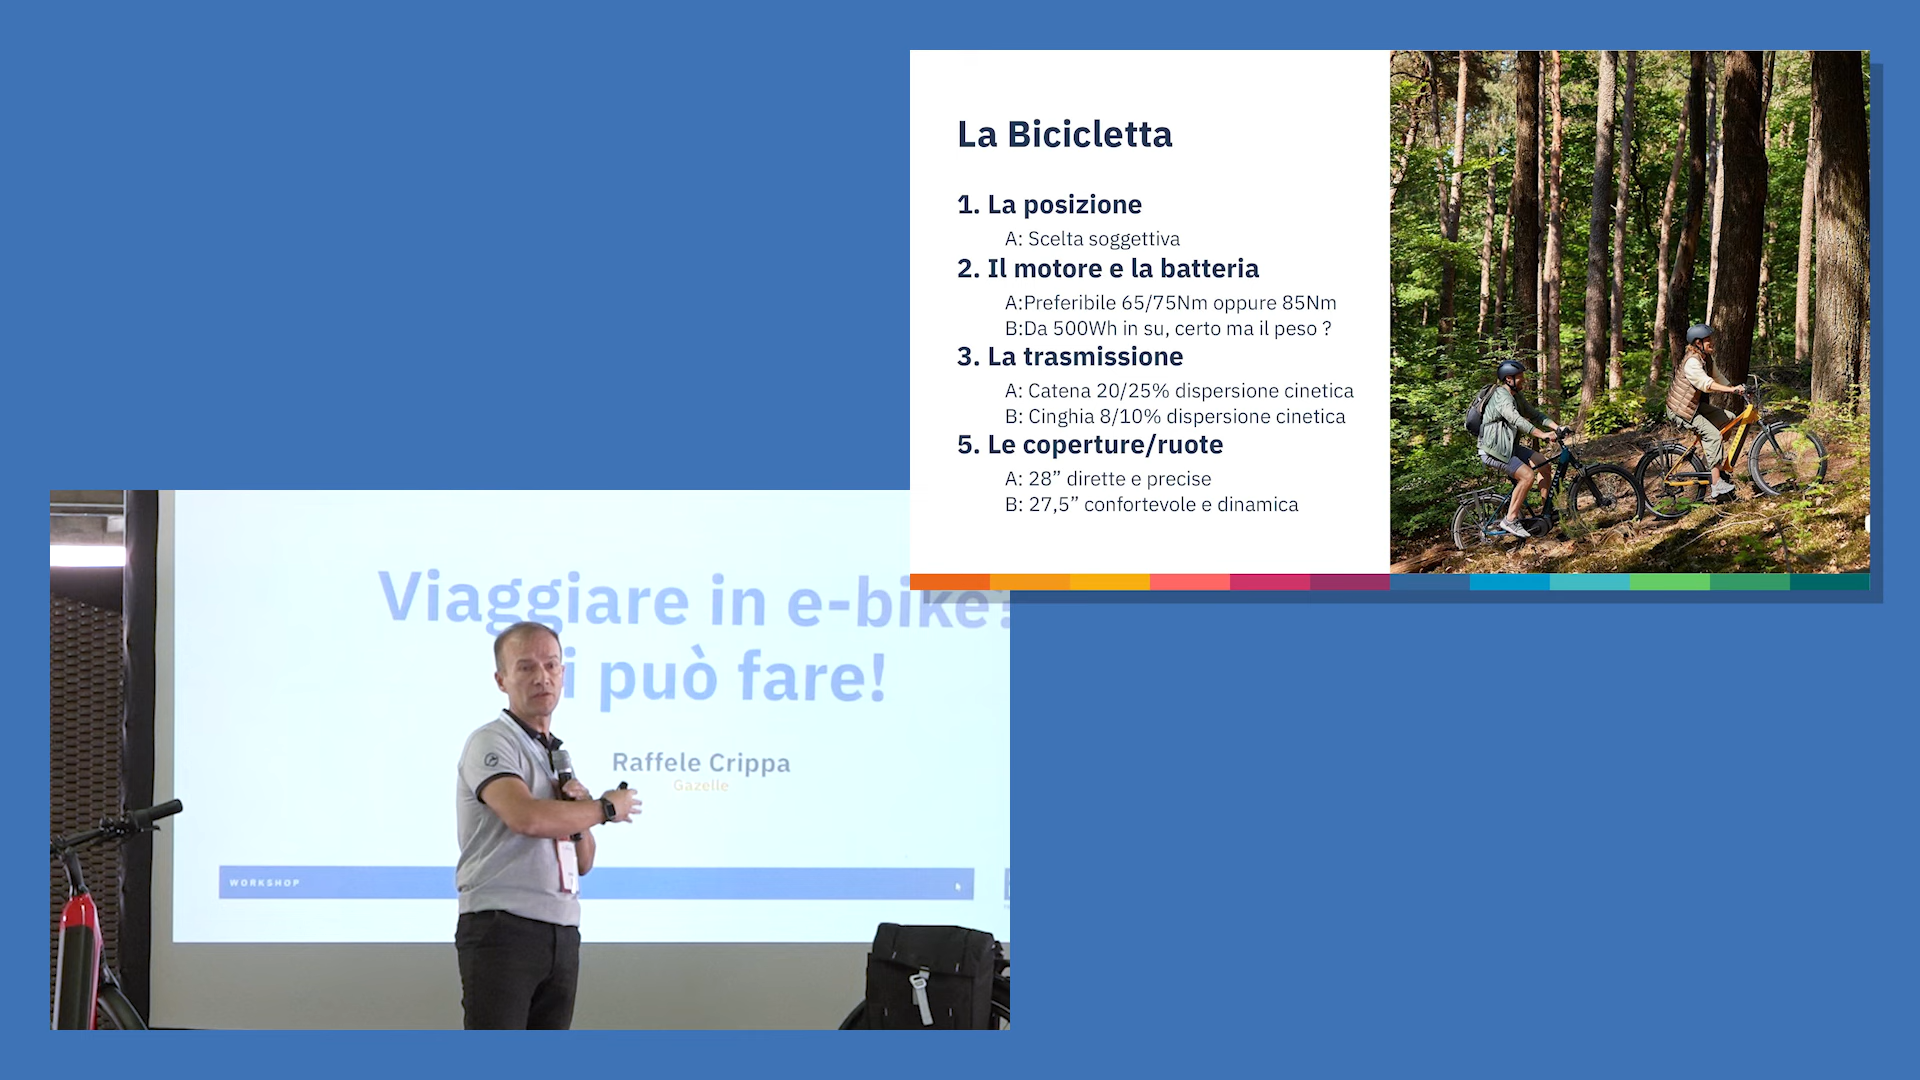 La Bicicletta
1. La posizione
A: Scelta soggettiva
2. Il motore e la batteria
A:Preferibile 65/75Nm oppure 85Nm
B:Da 500Wh in su, certo ma il peso ?
3. La trasmissione
A: Catena 20/25% dispersione cinetica
B: Cinghia 8/10% dispersione cinetica
5. Le coperture/ruote
A: 28” dirette e precise
B: 27,5” confortevole e dinamica
Viaggiare in e-bike?
i può fare!
Raffele Crippa
Gazelle
WORKSHOP